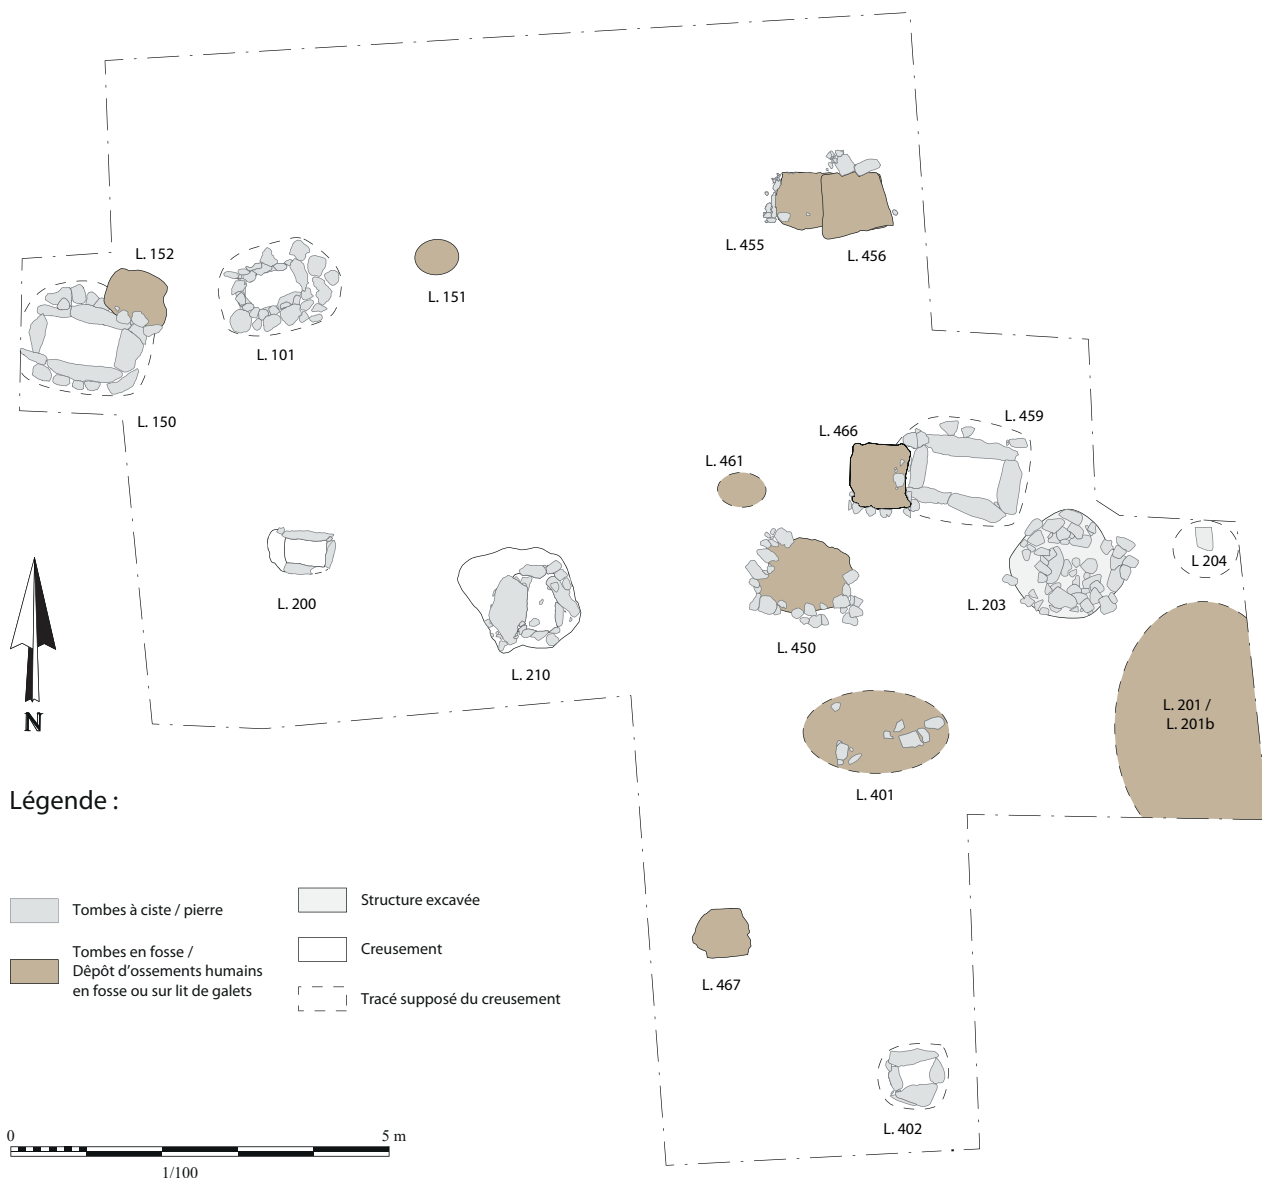 L. 455
L. 456
L. 152
L. 151
L. 101
L. 150
L. 459
L. 466
L. 461
L 204
L. 200
L. 203
L. 450
L. 210
L. 201 /
L. 201b
N
L. 401
Légende :
Tombes à ciste / pierre
Tombes en fosse /
Dêpôt d'ossements humains
en fosse ou sur lit de galets
Structure excavée
Creusement
Tracé supposé du creusement
L. 467
L. 402
0
5 m
1/100